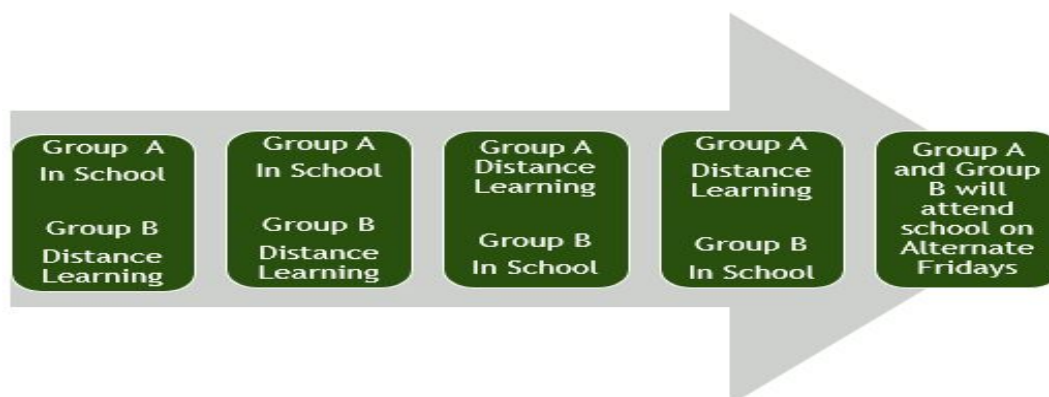 Group A
In School
Group B
Distance
Learning
Group A
In School
Group B
Distance
Learning
Group A
Distance
Learning
Group B
In School
Group A
Distance
Learning
Group B
In School
Group A
and Group
B will
attend
school on
Alternate
Fridays